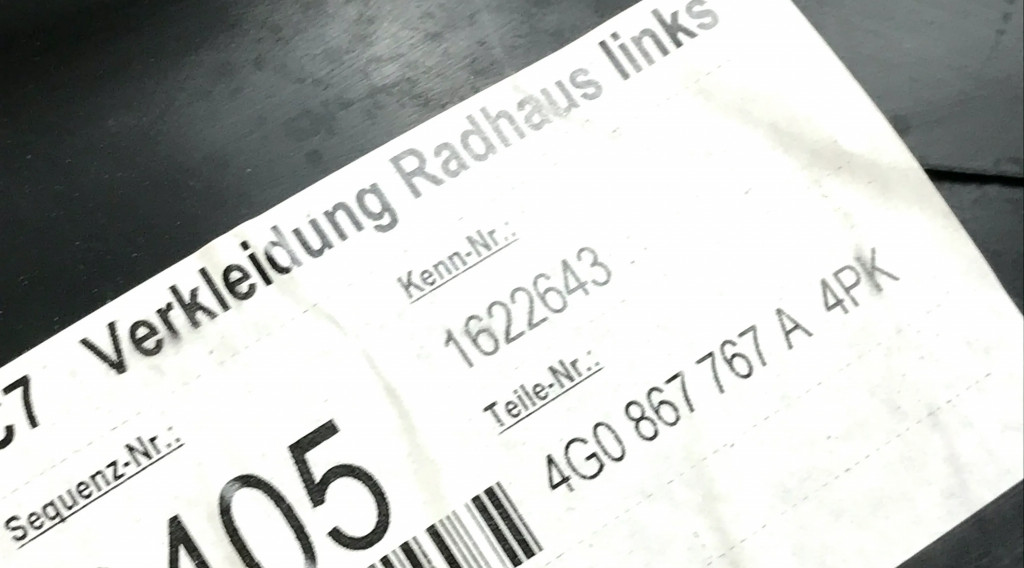 C7 Verkleidung Radhaus links
Kenn-Nr.:
1622643
Sequenz-Nr.:
405
Teile-Nr.:
4G0 867 767 A 4PK